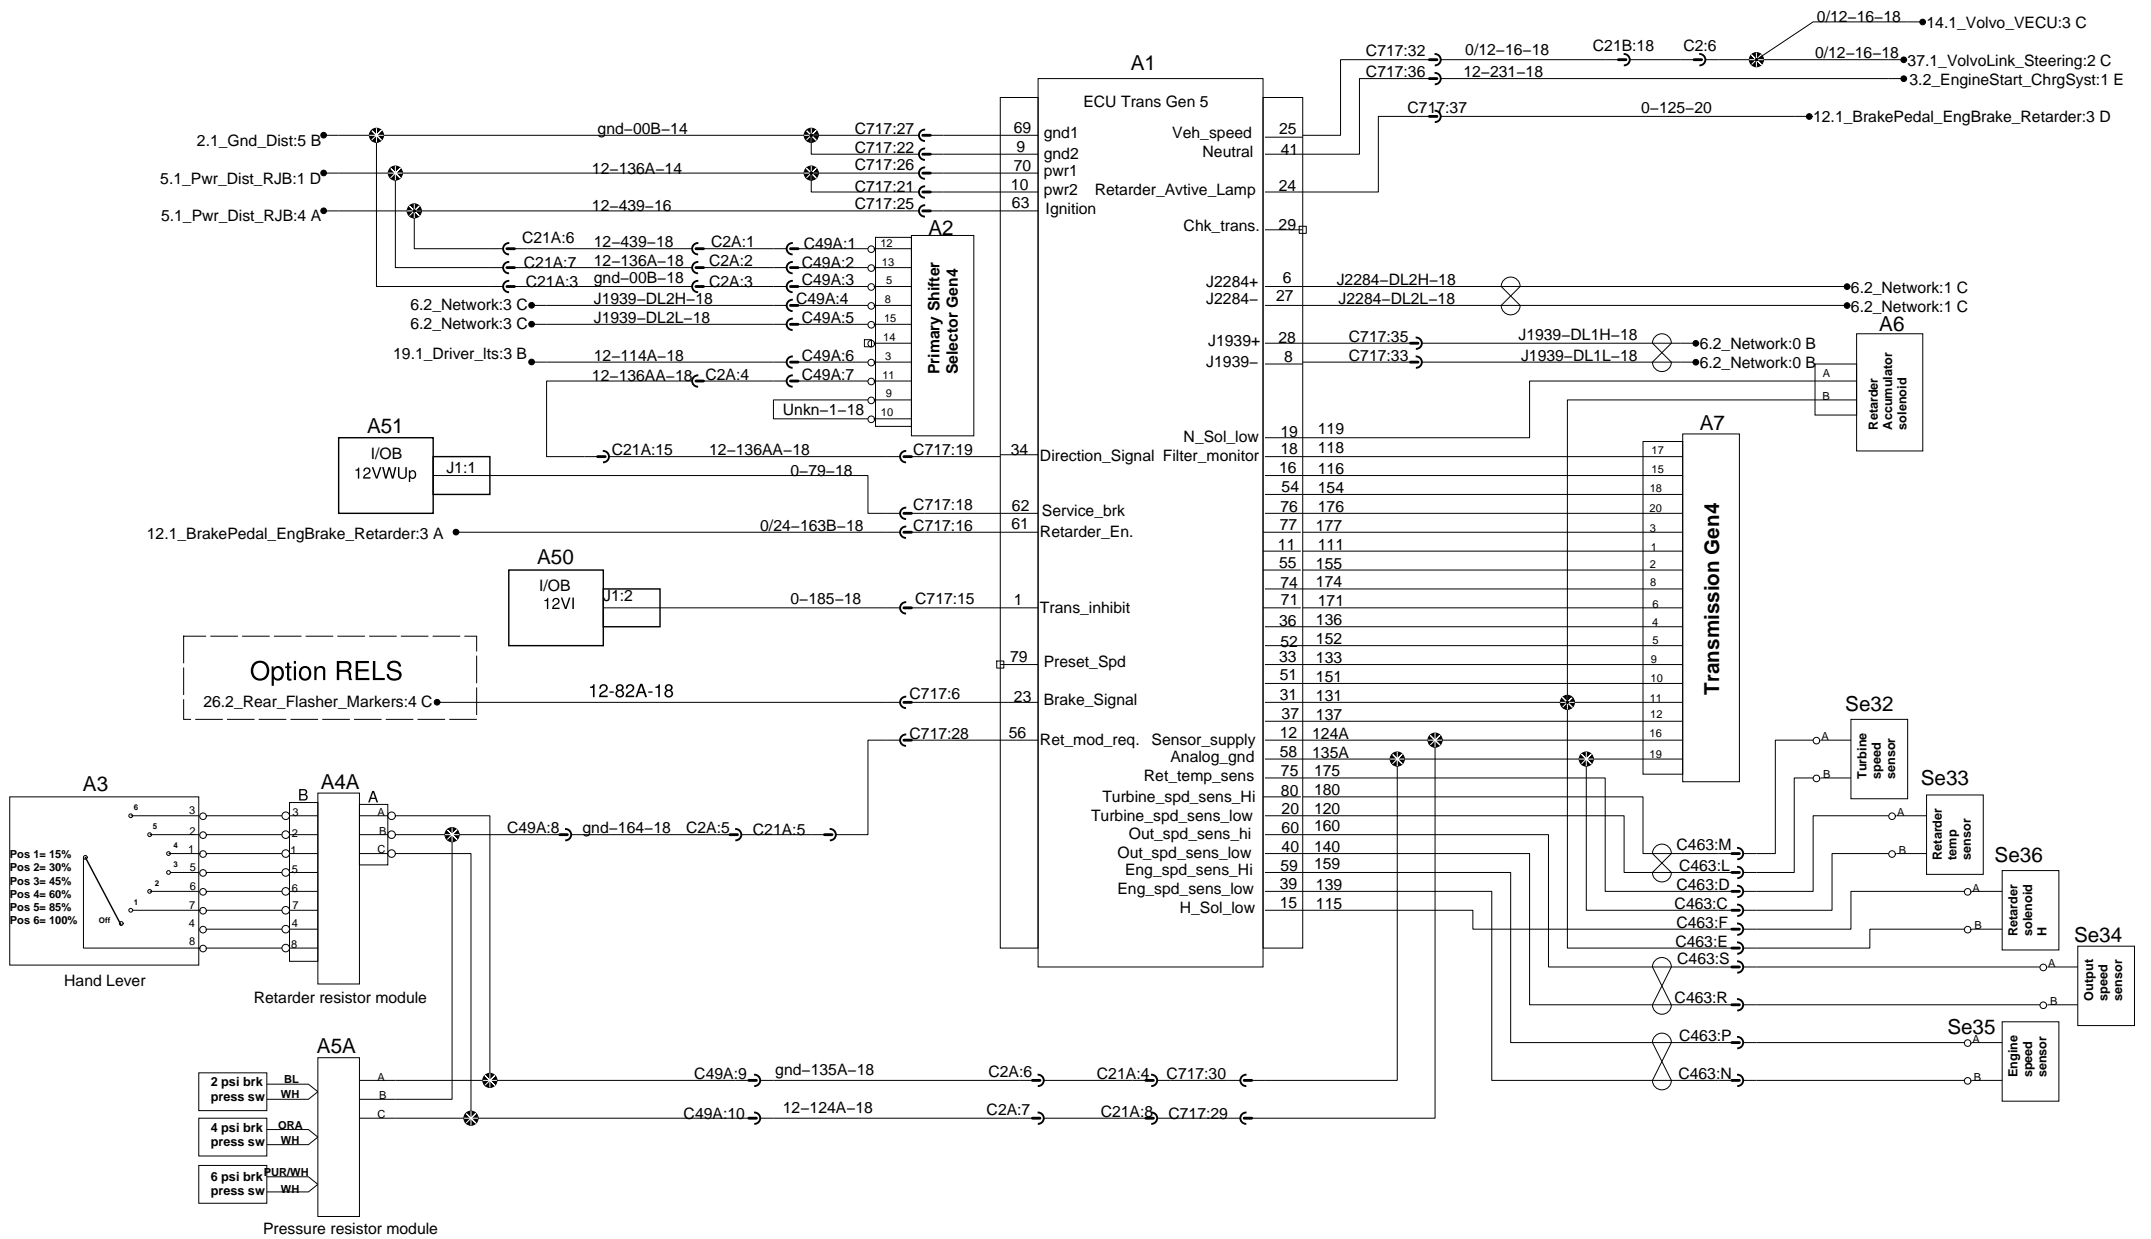 0/12–16–18
14.1_Volvo_VECU:3 C
C717:32
0/12–16–18
C21B:18
C2:6
0/12–16–18
37.1_VolvoLink_Steering:2 C
C717:36
12–231–18
3.2_EngineStart_ChrgSyst:1 E
C717:37
0–125–20
12.1_BrakePedal_EngBrake_Retarder:3 D
A1
ECU Trans Gen 5
2.1_Gnd_Dist:5 B
gnd–00B–14
C717:27
69
gnd1
Veh_speed
25
C717:22
9
gnd2
Neutral
41
5.1_Pwr_Dist_RJB:1 D
12–136A–14
C717:26
70
pwr1
C717:21
10
pwr2
Retarder_Avtive_Lamp
24
5.1_Pwr_Dist_RJB:4 A
12–439–16
C717:25
63
Ignition
Chk_trans.
29
A2
Primary Shifter
Selector Gen4
C21A:6
12–439–18
C2A:1
C49A:1
12
C21A:7
12–136A–18
C2A:2
C49A:2
13
C21A:3
gnd–00B–18
C2A:3
C49A:3
5
6.2_Network:3 C
J1939–DL2H–18
C49A:4
8
6.2_Network:3 C
J1939–DL2L–18
C49A:5
15
14
19.1_Driver_Its:3 B
12–114A–18
C49A:6
3
12–136AA–18
C2A:4
C49A:7
11
9
Unkn–1–18
10
J2284+
6
J2284–DL2H–18
6.2_Network:1 C
J2284–
27
J2284–DL2L–18
6.2_Network:1 C
J1939+
28
C717:35
J1939–DL1H–18
6.2_Network:0 B
J1939–
8
C717:33
J1939–DL1L–18
6.2_Network:0 B
A6
A
B
Retarder
Accumulator
solenoid
A51
I/OB
12VWUp
J1:1
C21A:15
12–136AA–18
C717:19
34
Direction_Signal
0–79–18
C717:18
62
Service_brk
12.1_BrakePedal_EngBrake_Retarder:3 A
0/24–163B–18
C717:16
61
Retarder_En.
A50
I/OB
12VI
J1:2
0–185–18
C717:15
1
Trans_inhibit
79
Preset_Spd
Option RELS
26.2_Rear_Flasher_Markers:4 C
12-82A-18
C717:6
23
Brake_Signal
C717:28
56
Ret_mod_req.
A7
Transmission Gen4
N_Sol_low
19
119
Filter_monitor
18
118
17
16
116
15
54
154
18
76
176
20
77
177
3
11
111
1
55
155
2
74
174
8
71
171
6
36
136
4
52
152
5
33
133
9
51
151
10
31
131
11
37
137
12
Sensor_supply
12
124A
16
Analog_gnd
58
135A
19
Ret_temp_sens
75
175
Turbine_spd_sens_Hi
80
180
Turbine_spd_sens_low
20
120
Out_spd_sens_hi
60
160
Out_spd_sens_low
40
140
Eng_spd_sens_Hi
59
159
Eng_spd_sens_low
39
139
H_Sol_low
15
115
Se32
A
B
Turbine
speed
sensor
Se33
A
B
Retarder
temp
sensor
Se36
A
B
Retarder
solenoid
H
Se34
A
B
Output
speed
sensor
Se35
A
B
Engine
speed
sensor
C463:M
C463:L
C463:D
C463:C
C463:F
C463:E
C463:S
C463:R
C463:P
C463:N
A3
Pos 1= 15%
Pos 2= 30%
Pos 3= 45%
Pos 4= 60%
Pos 5= 85%
Pos 6= 100%
6
5
4
3
2
1
Off
3
2
1
5
6
7
4
8
Hand Lever
A4A
B
3
2
1
5
6
7
4
8
A
A
B
C
Retarder resistor module
C49A:8
gnd–164–18
C2A:5
C21A:5
A5A
2 psi brk
press sw
BL
WH
4 psi brk
press sw
ORA
WH
6 psi brk
press sw
PUR/WH
WH
A
B
C
Pressure resistor module
C49A:9
gnd–135A–18
C2A:6
C21A:4
C717:30
C49A:10
12–124A–18
C2A:7
C21A:8
C717:29